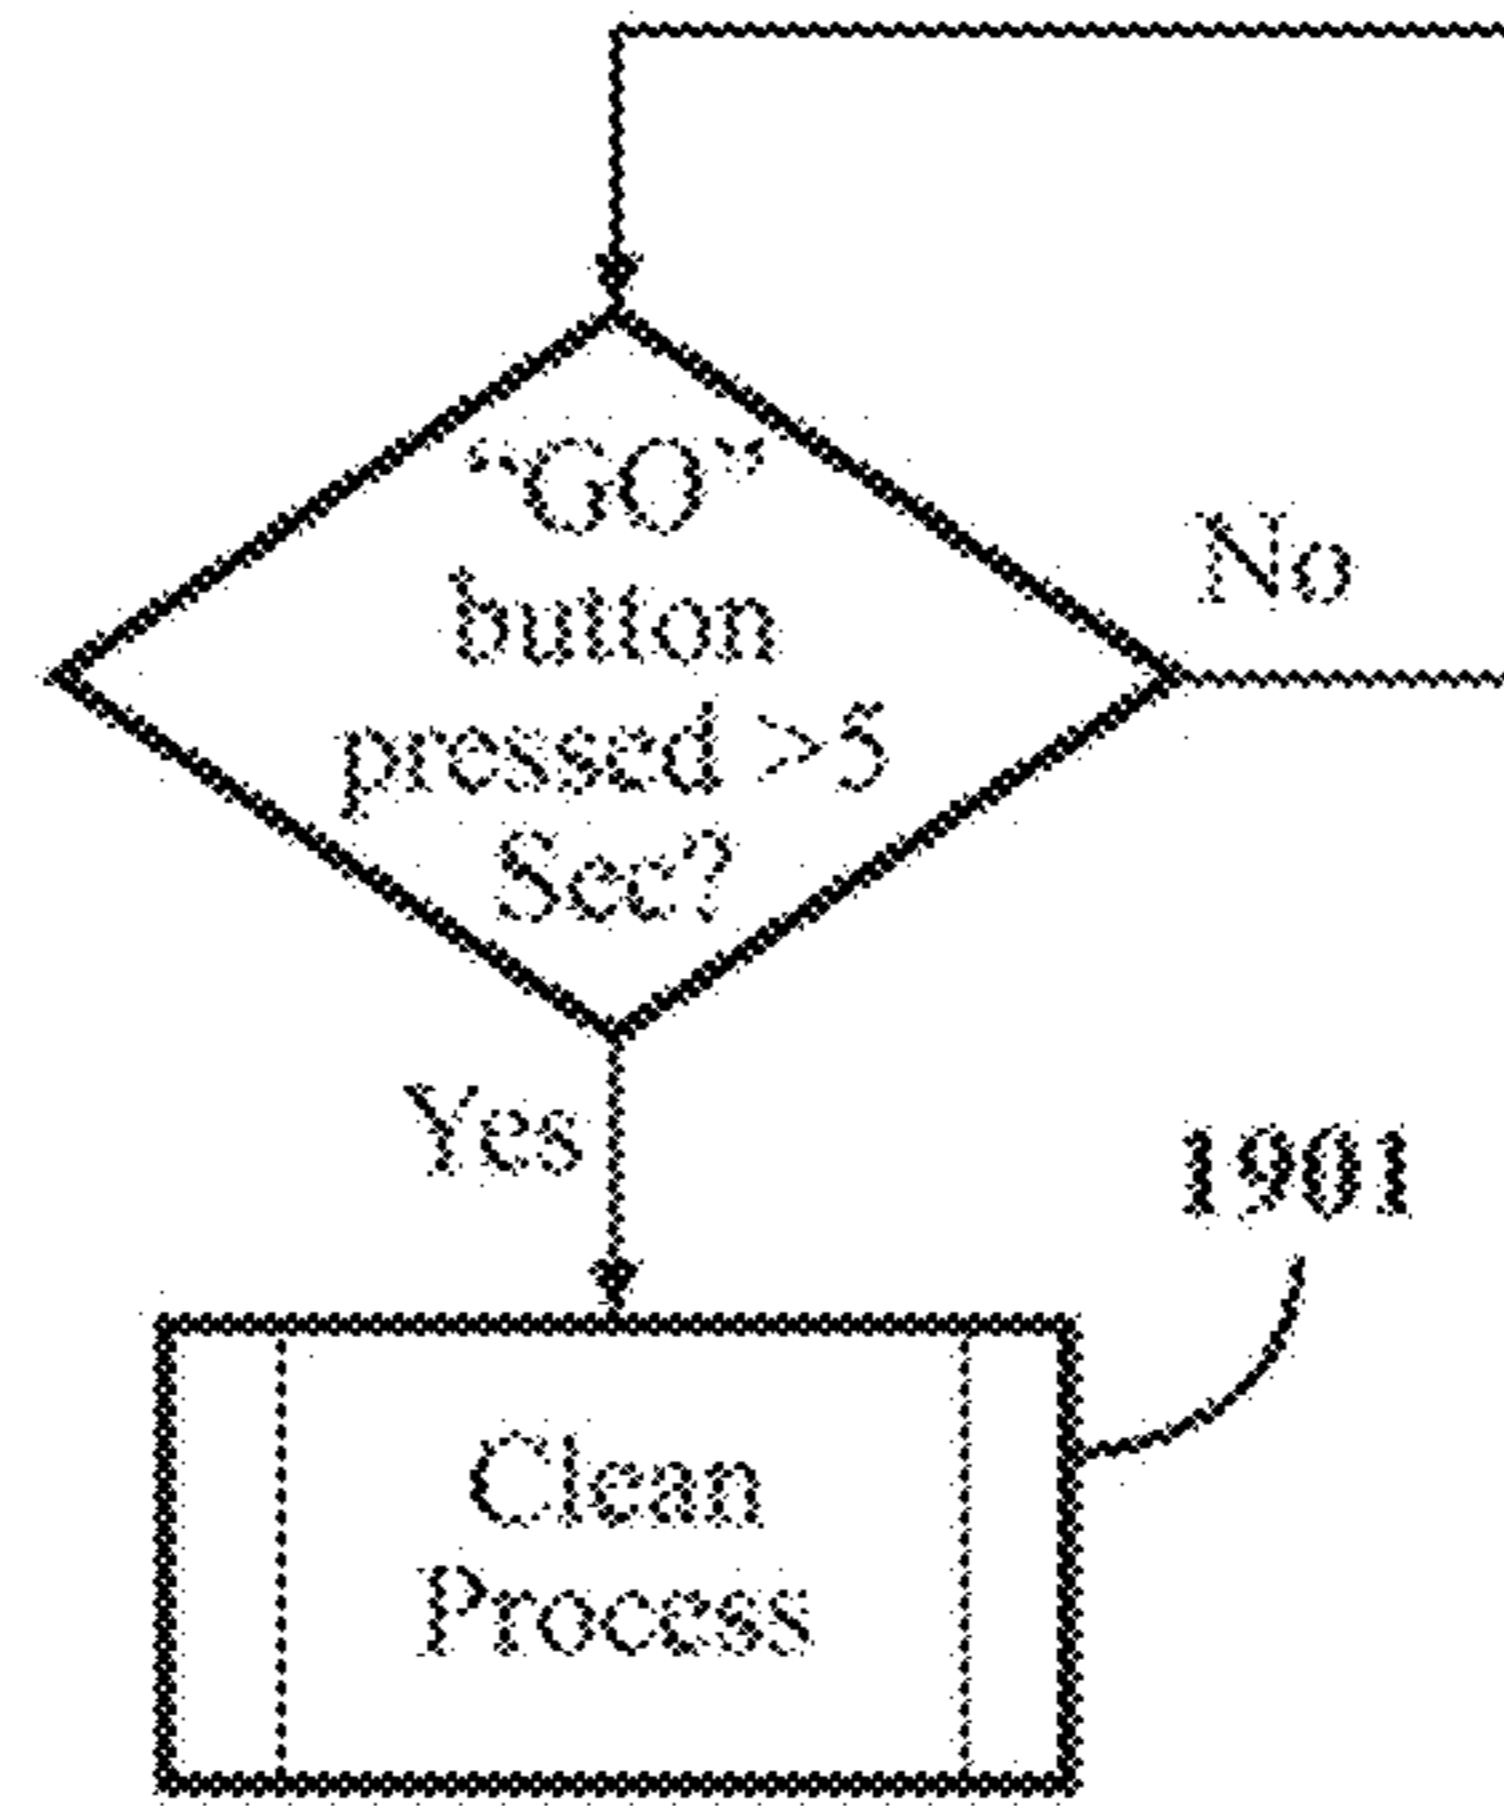 “GO”
button
pressed >5
Sec?
No
Yes
1901
Clean
Process